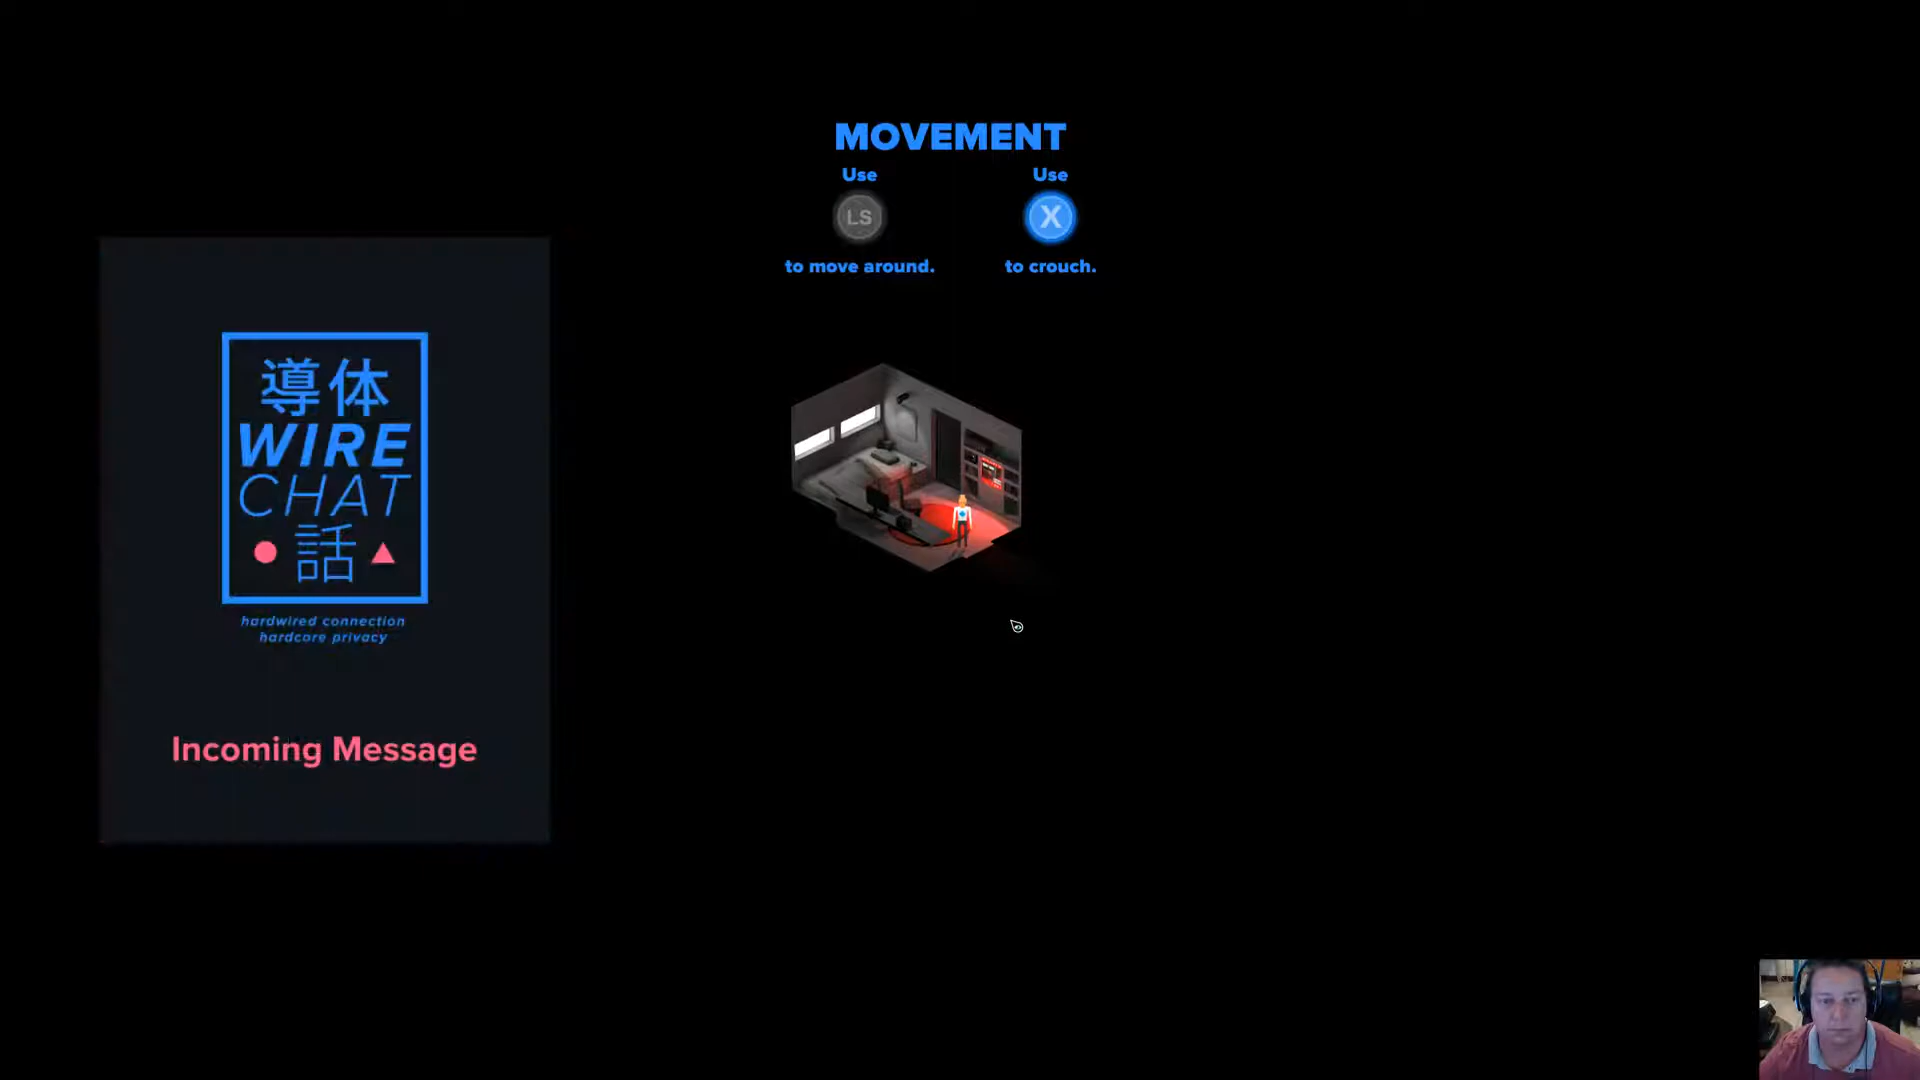 MOVEMENT
Use
LS
to move around.
Use
X
to crouch.
導体
WIRE
CHAT
話
hardwired connection
hardcore privacy
Incoming Message